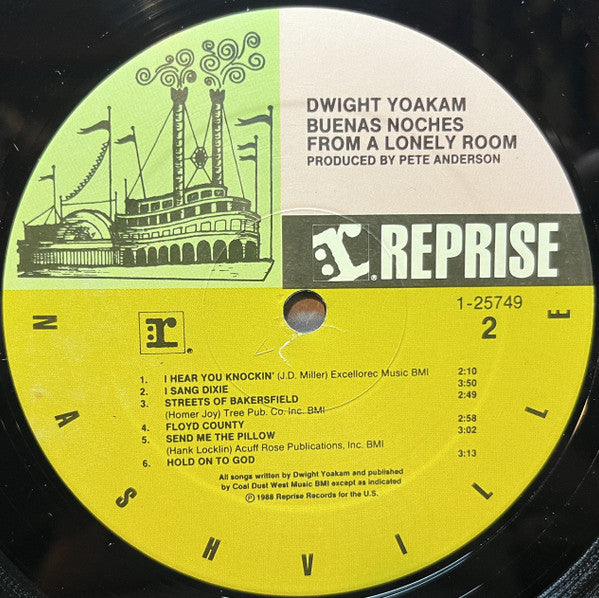 DWIGHT YOAKAM
BUENAS NOCHES
FROM A LONELY ROOM
PRODUCED BY PETE ANDERSON
r® REPRISE
1-25749
2
r®
1. I HEAR YOU KNOCKIN' (J.D. Miller) Excellorec Music BMI 2:10
2. I SANG DIXIE 3:50
3. STREETS OF BAKERSFIELD 2:49
(Homer Joy) Tree Pub. Co. Inc. BMI
4. FLOYD COUNTY 2:58
5. SEND ME THE PILLOW 3:02
(Hank Locklin) Acuff Rose Publications, Inc. BMI
6. HOLD ON TO GOD 3:13
All songs written by Dwight Yoakam and published
by Coal Dust West Music BMI except as indicated
℗ 1988 Reprise Records for the U.S.
NASHVILLE